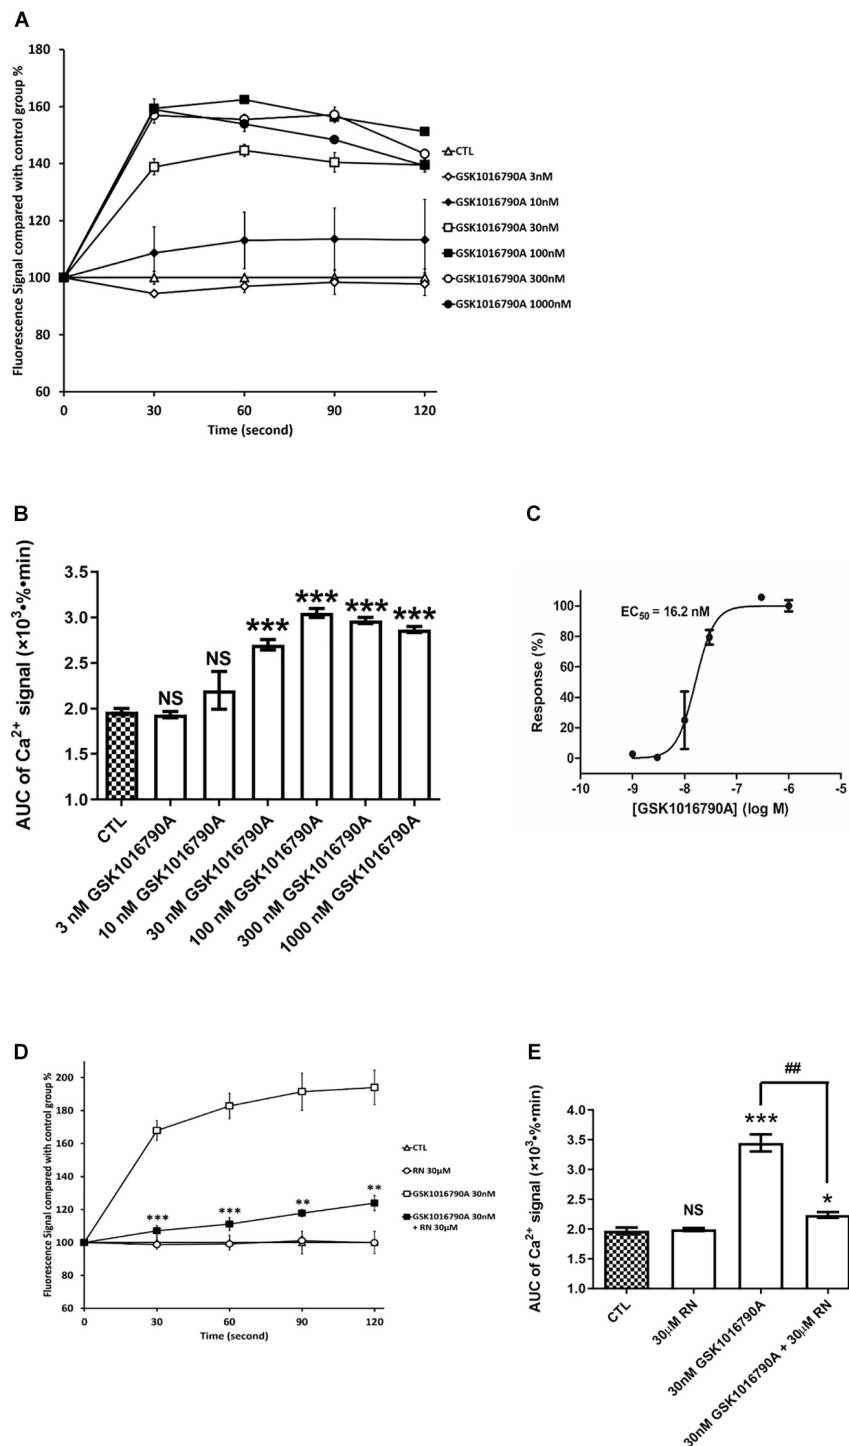 A
Fluorescence Signal compared with control group %
180
160
140
120
100
80
60
0
30
60
90
120
Time (second)
CTL
GSK1016790A 3nM
GSK1016790A 10nM
GSK1016790A 30nM
GSK1016790A 100nM
GSK1016790A 300nM
GSK1016790A 1000nM
B
AUC of Ca²⁺ signal (×10³•%•min)
3.5
3.0
2.5
2.0
1.5
1.0
NS
NS
***
***
***
***
CTL
3 nM GSK1016790A
10 nM GSK1016790A
30 nM GSK1016790A
100 nM GSK1016790A
300 nM GSK1016790A
1000 nM GSK1016790A
C
Response (%)
100
80
60
40
20
0
EC₅₀ = 16.2 nM
-10
-9
-8
-7
-6
-5
[GSK1016790A] (log M)
D
Fluorescence Signal compared with control group %
200
180
160
140
120
100
80
60
***
***
**
**
0
30
60
90
120
Time (second)
CTL
RN 30μM
GSK1016790A 30nM
GSK1016790A 30nM
+ RN 30μM
E
AUC of Ca²⁺ signal (×10³•%•min)
4.0
3.5
3.0
2.5
2.0
1.5
1.0
##
NS
***
*
CTL
30μM RN
30nM GSK1016790A
30nM GSK1016790A + 30μM RN